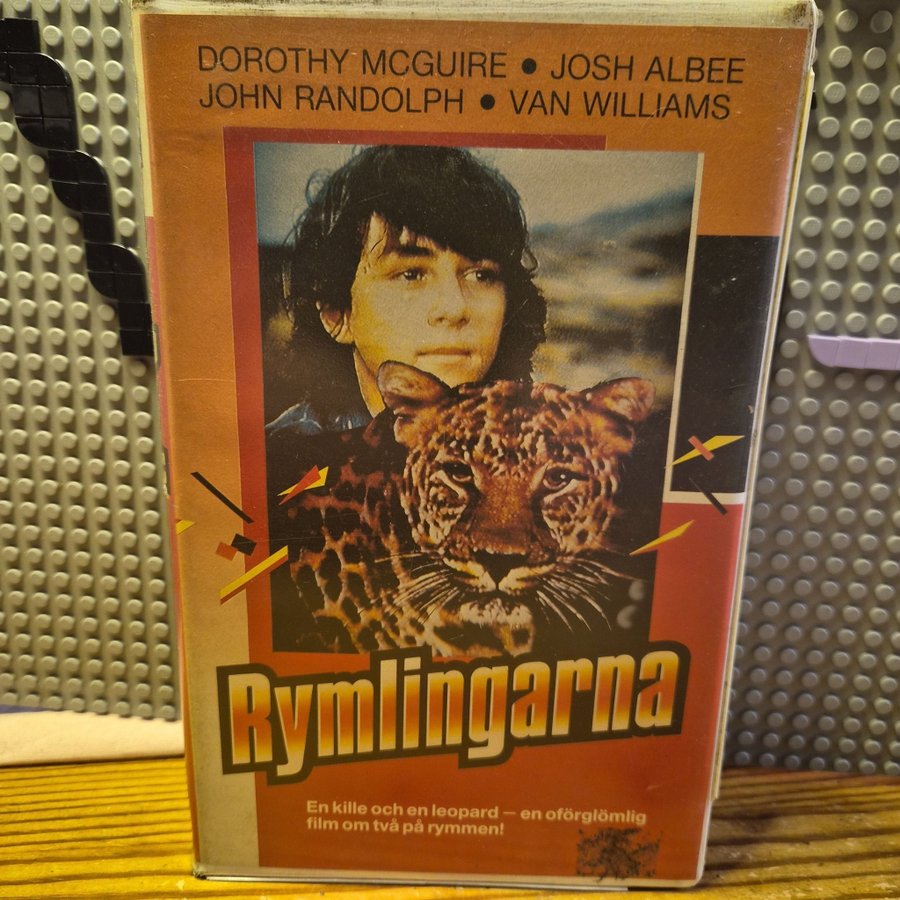 DOROTHY MCGUIRE • JOSH ALBEE
JOHN RANDOLPH • VAN WILLIAMS
Rymlingarna
En kille och en leopard – en oförglömlig
film om två på rymmen!